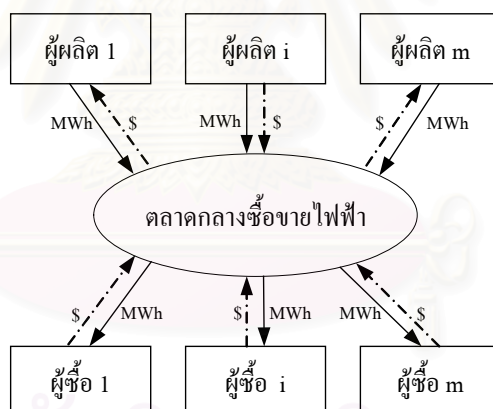 ผู้ผลิต 1
ผู้ผลิต i
ผู้ผลิต m
MWh
$
MWh
$
$
MWh
ตลาดกลางซื้อขายไฟฟ้า
$
MWh
$
MWh
MWh
$
ผู้ซื้อ 1
ผู้ซื้อ i
ผู้ซื้อ m